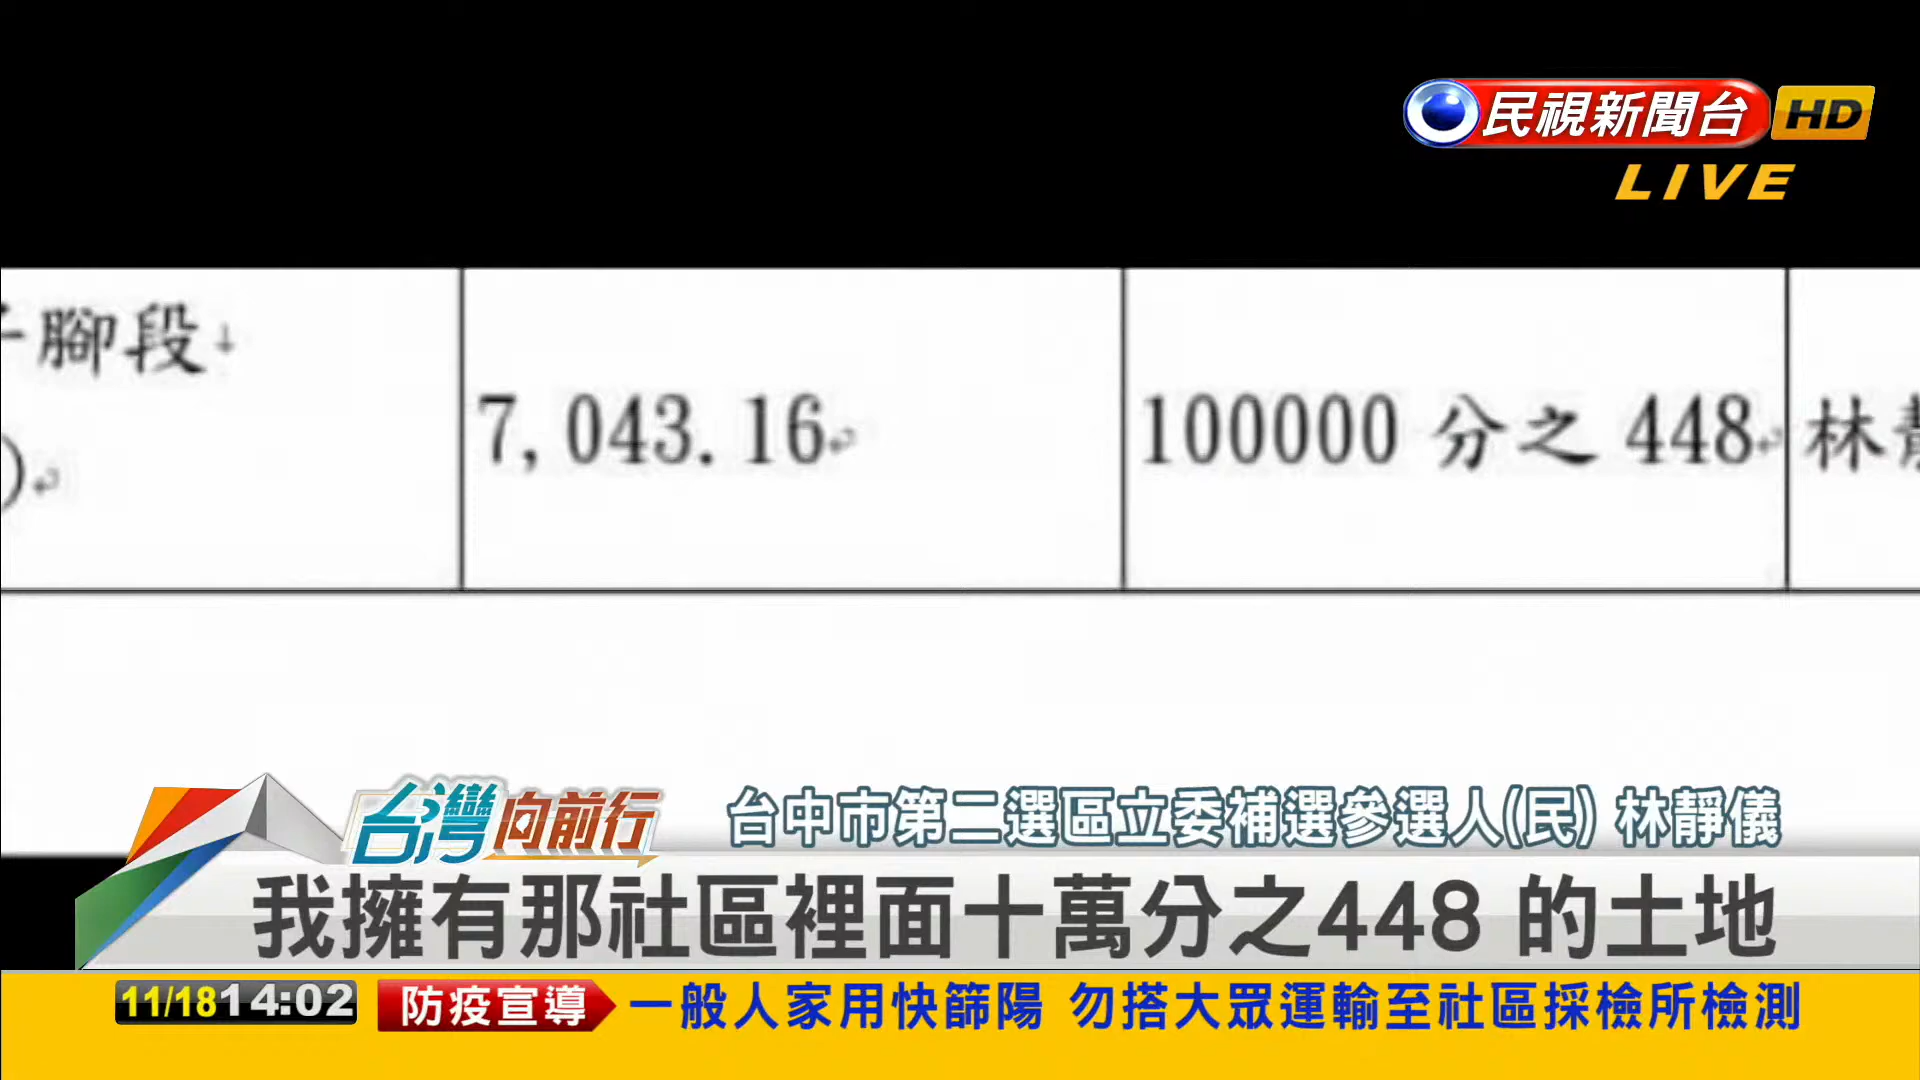 民視新聞台 HD
LIVE
腳段
7,043.16
100000 分之 448
林
)
台灣向前行
台中市第二選區立委補選參選人(民) 林靜儀
我擁有那社區裡面十萬分之448 的土地
11/18 14:02 防疫宣導 一般人家用快篩陽 勿搭大眾運輸至社區採檢所檢測